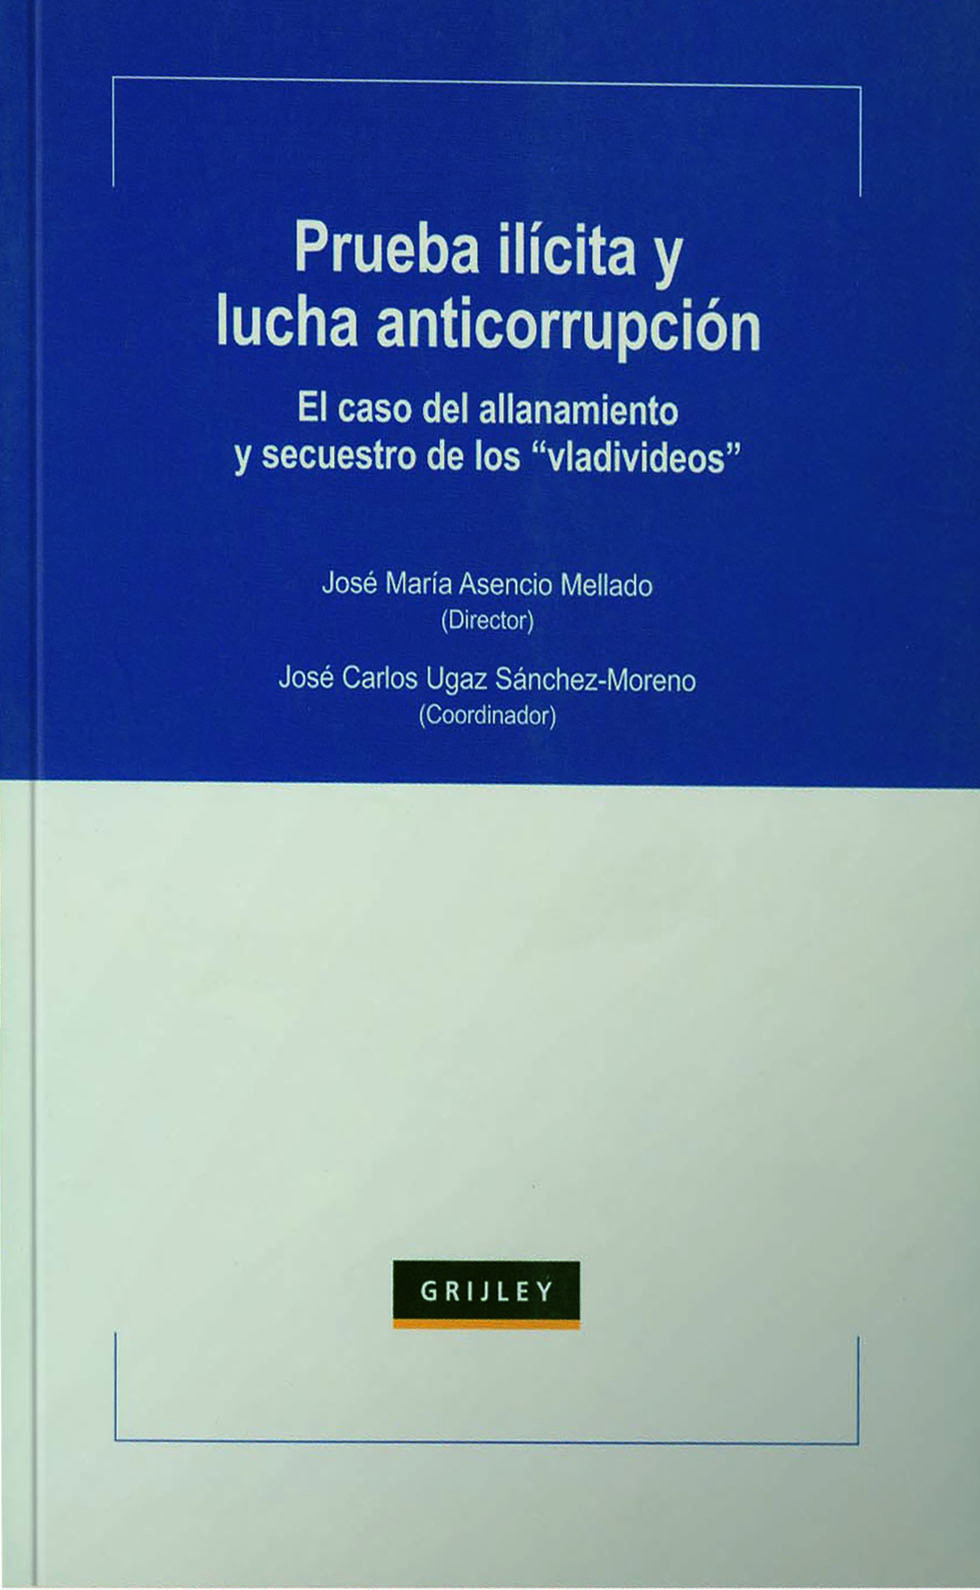 Prueba ilícita y
lucha anticorrupción
El caso del allanamiento
y secuestro de los “vladivideos”
José María Asencio Mellado
(Director)
José Carlos Ugaz Sánchez-Moreno
(Coordinador)
GRIJLEY